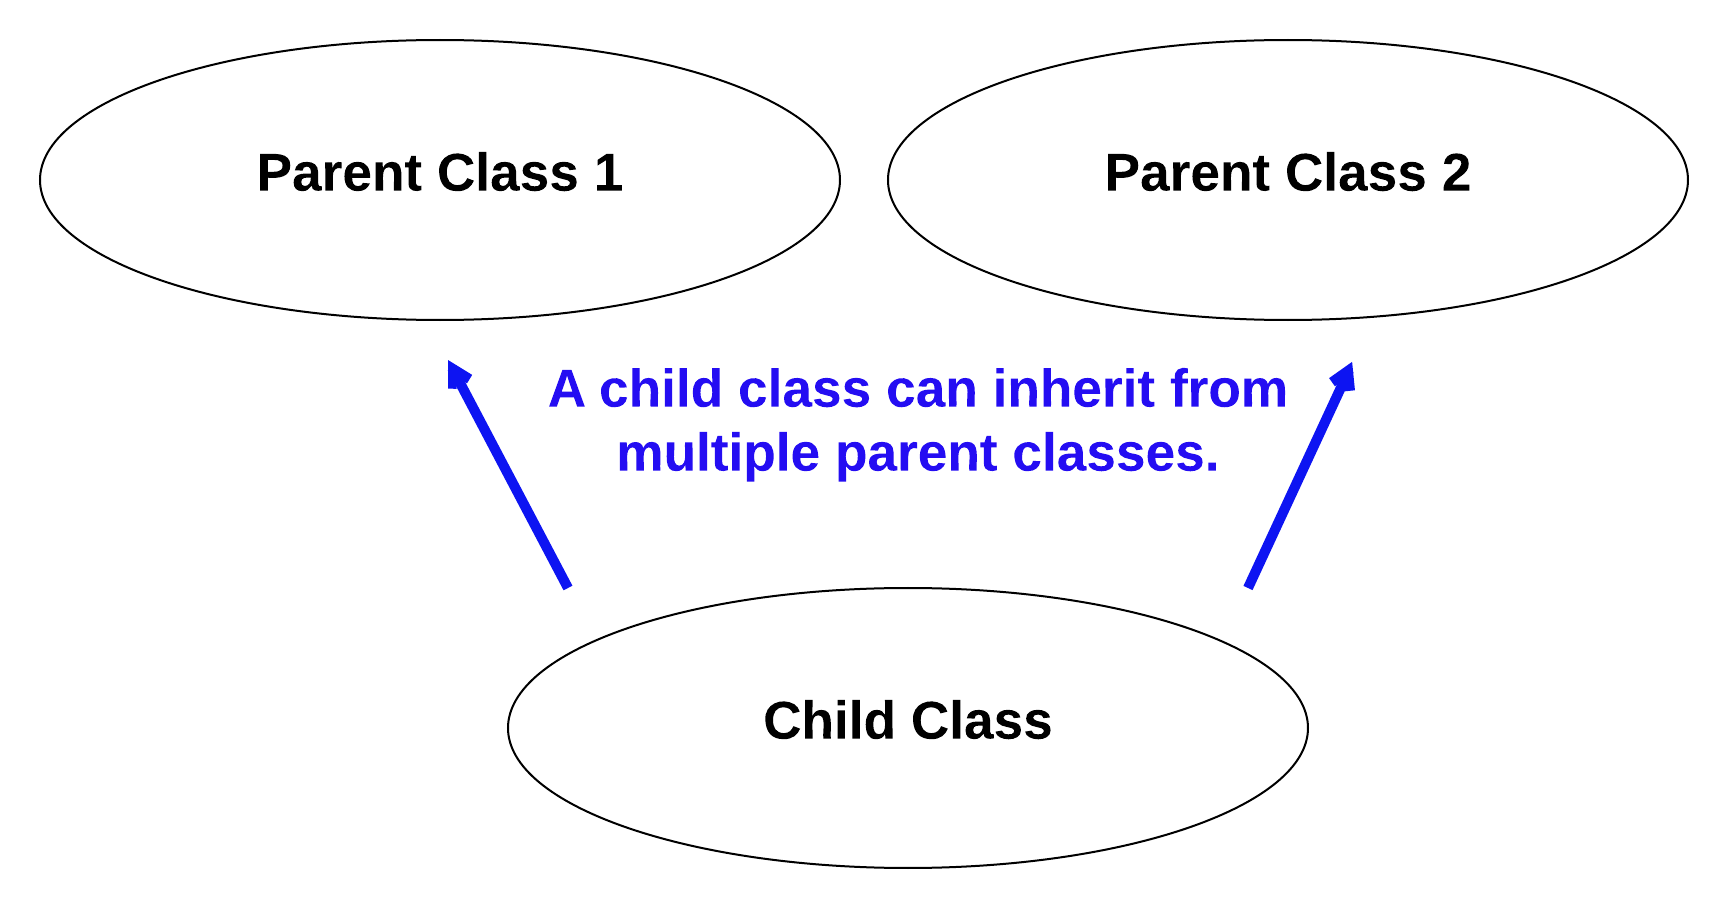 Parent Class 1
Parent Class 2
A child class can inherit from
multiple parent classes.
Child Class